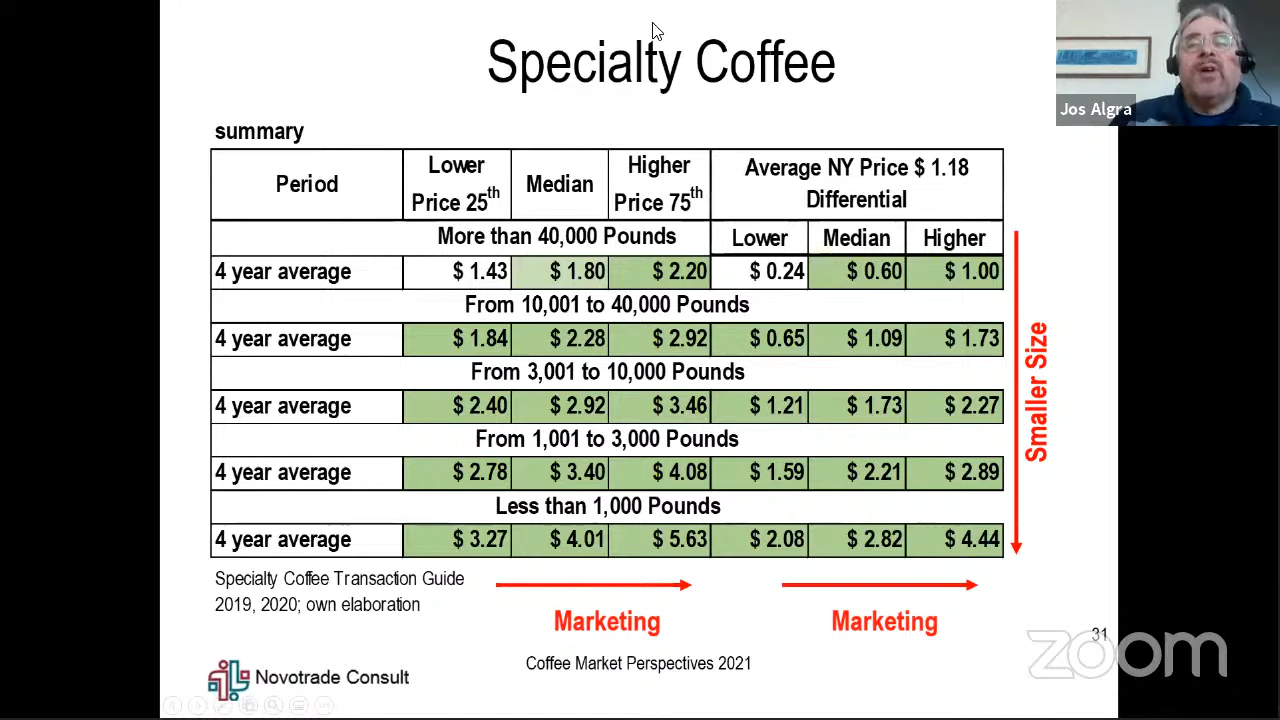 Specialty Coffee
Jos Algra
summary
Period
Lower Price 25th
Median
Higher Price 75th
Average NY Price $ 1.18 Differential
More than 40,000 Pounds
Lower
Median
Higher
4 year average $ 1.43 $ 1.80 $ 2.20 $ 0.24 $ 0.60 $ 1.00
From 10,001 to 40,000 Pounds
4 year average $ 1.84 $ 2.28 $ 2.92 $ 0.65 $ 1.09 $ 1.73
From 3,001 to 10,000 Pounds
4 year average $ 2.40 $ 2.92 $ 3.46 $ 1.21 $ 1.73 $ 2.27
From 1,001 to 3,000 Pounds
4 year average $ 2.78 $ 3.40 $ 4.08 $ 1.59 $ 2.21 $ 2.89
Less than 1,000 Pounds
4 year average $ 3.27 $ 4.01 $ 5.63 $ 2.08 $ 2.82 $ 4.44
Smaller Size
Specialty Coffee Transaction Guide
2019, 2020; own elaboration
Marketing
Marketing
31
Coffee Market Perspectives 2021
Novotrade Consult
zoom